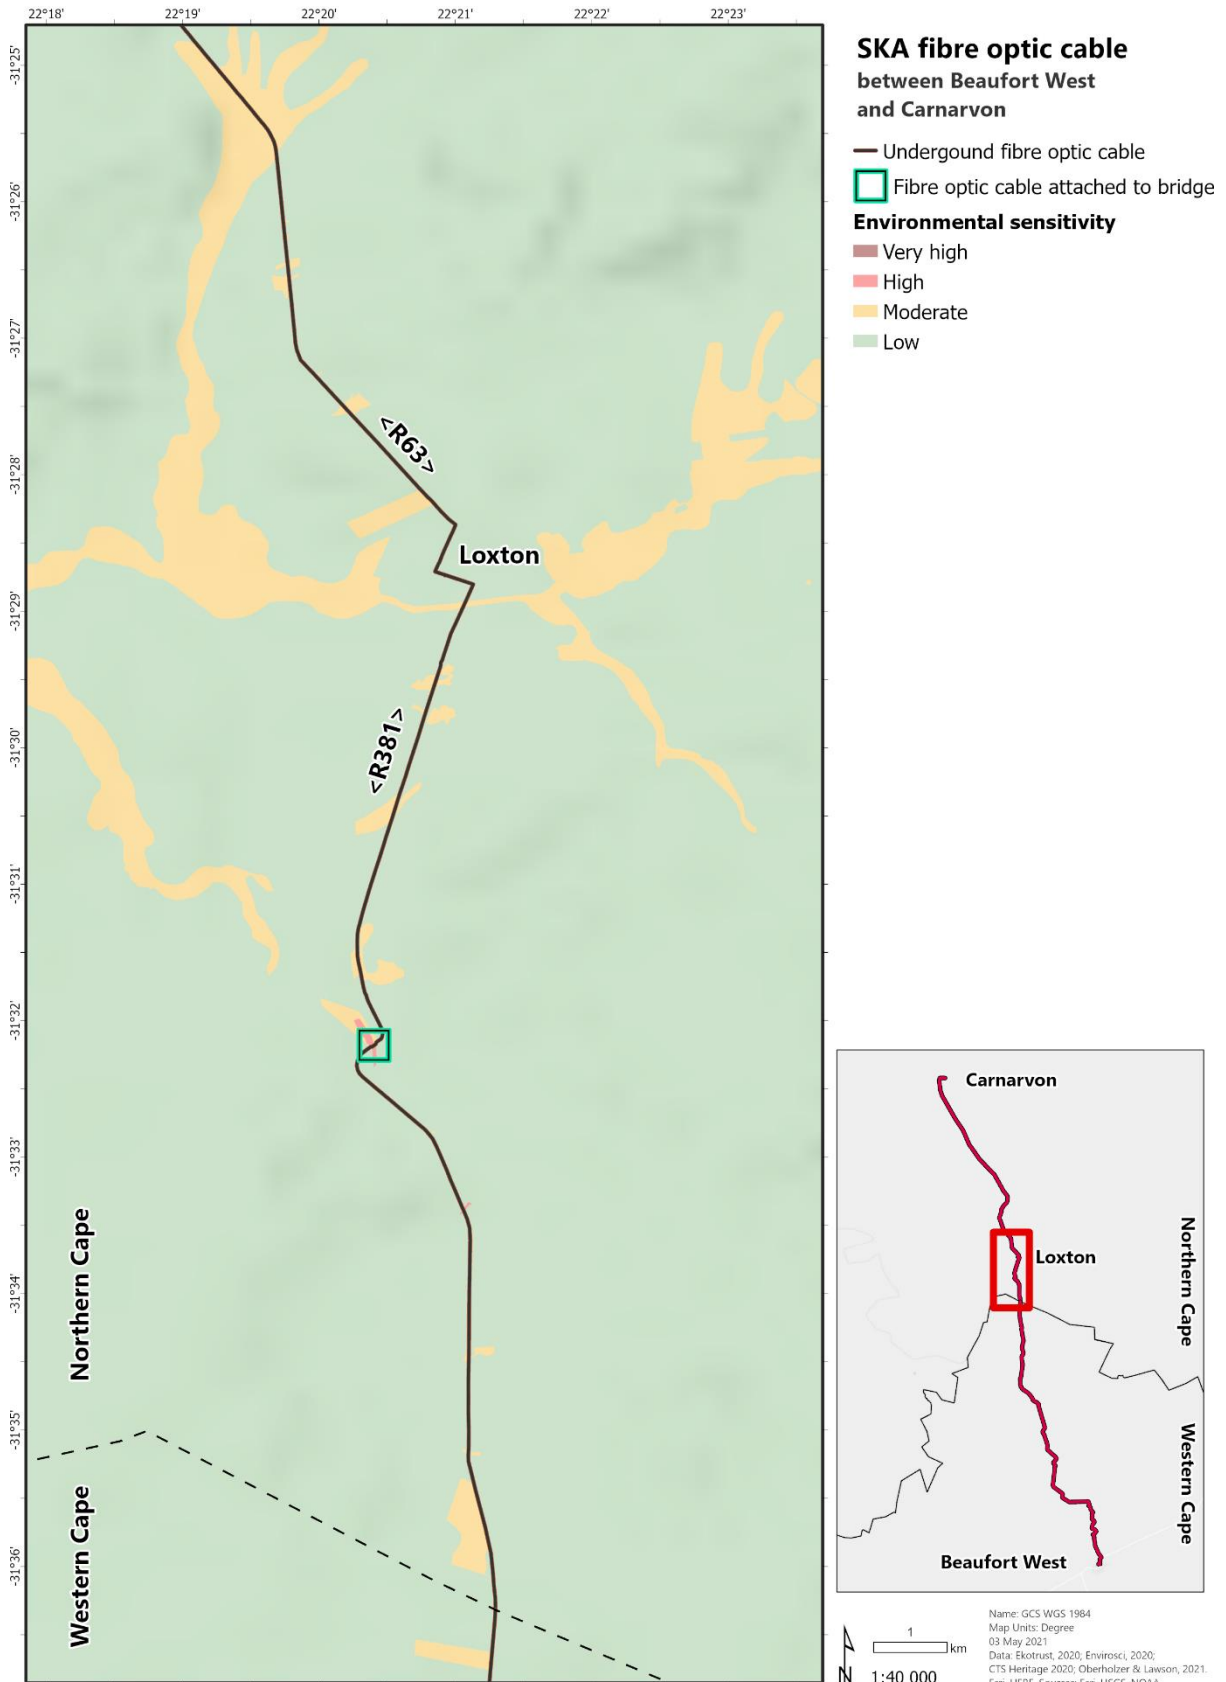 22°18' 22°19' 22°20' 22°21' 22°22' 22°23'
-31°25'
-31°26'
-31°27'
-31°28'
-31°29'
-31°30'
-31°31'
-31°32'
-31°33'
-31°34'
-31°35'
-31°36'
<R63>
Loxton
<R381>
Northern Cape
Western Cape
SKA fibre optic cable
between Beaufort West
and Carnarvon
Undergound fibre optic cable
Fibre optic cable attached to bridge
Environmental sensitivity
Very high
High
Moderate
Low
Carnarvon
Loxton
Northern Cape
Western Cape
Beaufort West
N
1
km
1:40 000
Name: GCS WGS 1984
Map Units: Degree
03 May 2021
Data: Ekotrust, 2020; Envirosci, 2020;
CTS Heritage 2020; Oberholzer & Lawson, 2021.